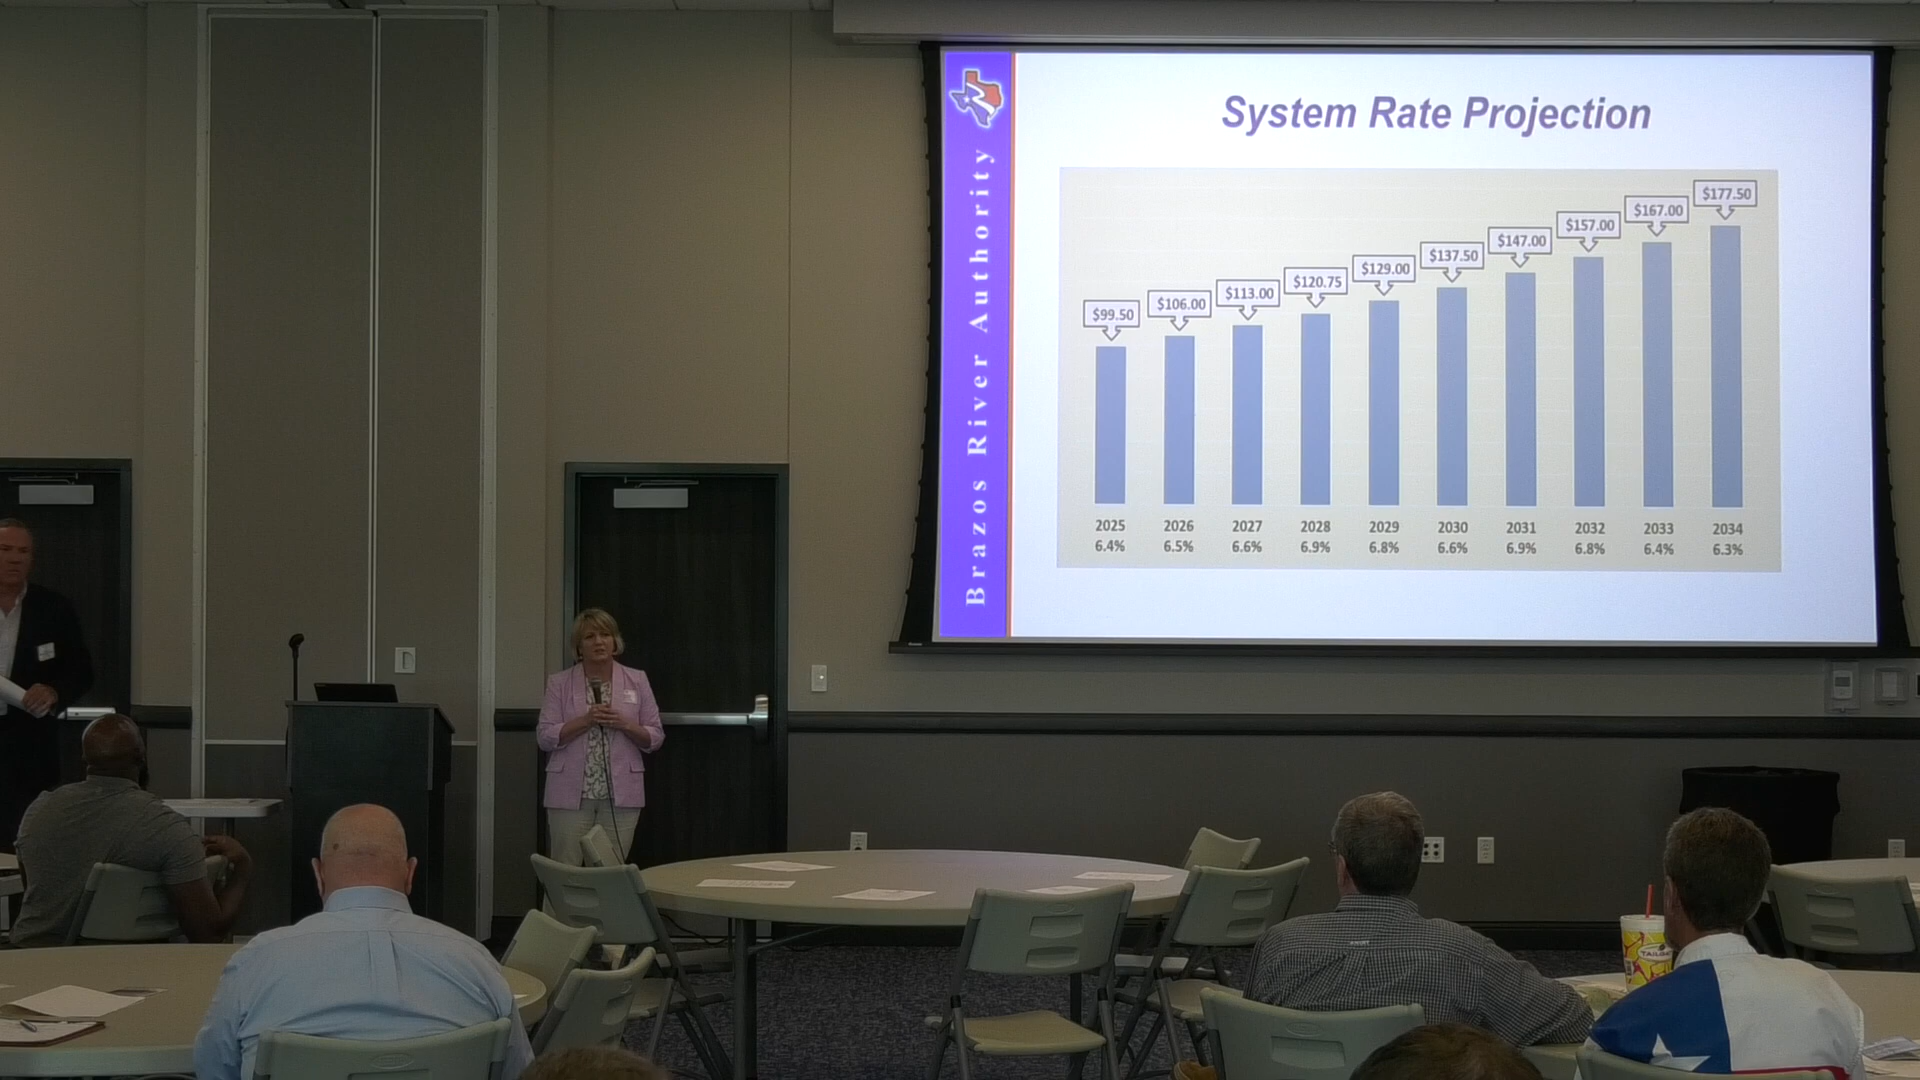 System Rate Projection
Brazos River Authority
$99.50
$106.00
$113.00
$120.75
$129.00
$137.50
$147.00
$157.00
$167.00
$177.50
2025 2026 2027 2028 2029 2030 2031 2032 2033 2034
6.4% 6.5% 6.6% 6.9% 6.8% 6.6% 6.9% 6.8% 6.4% 6.3%